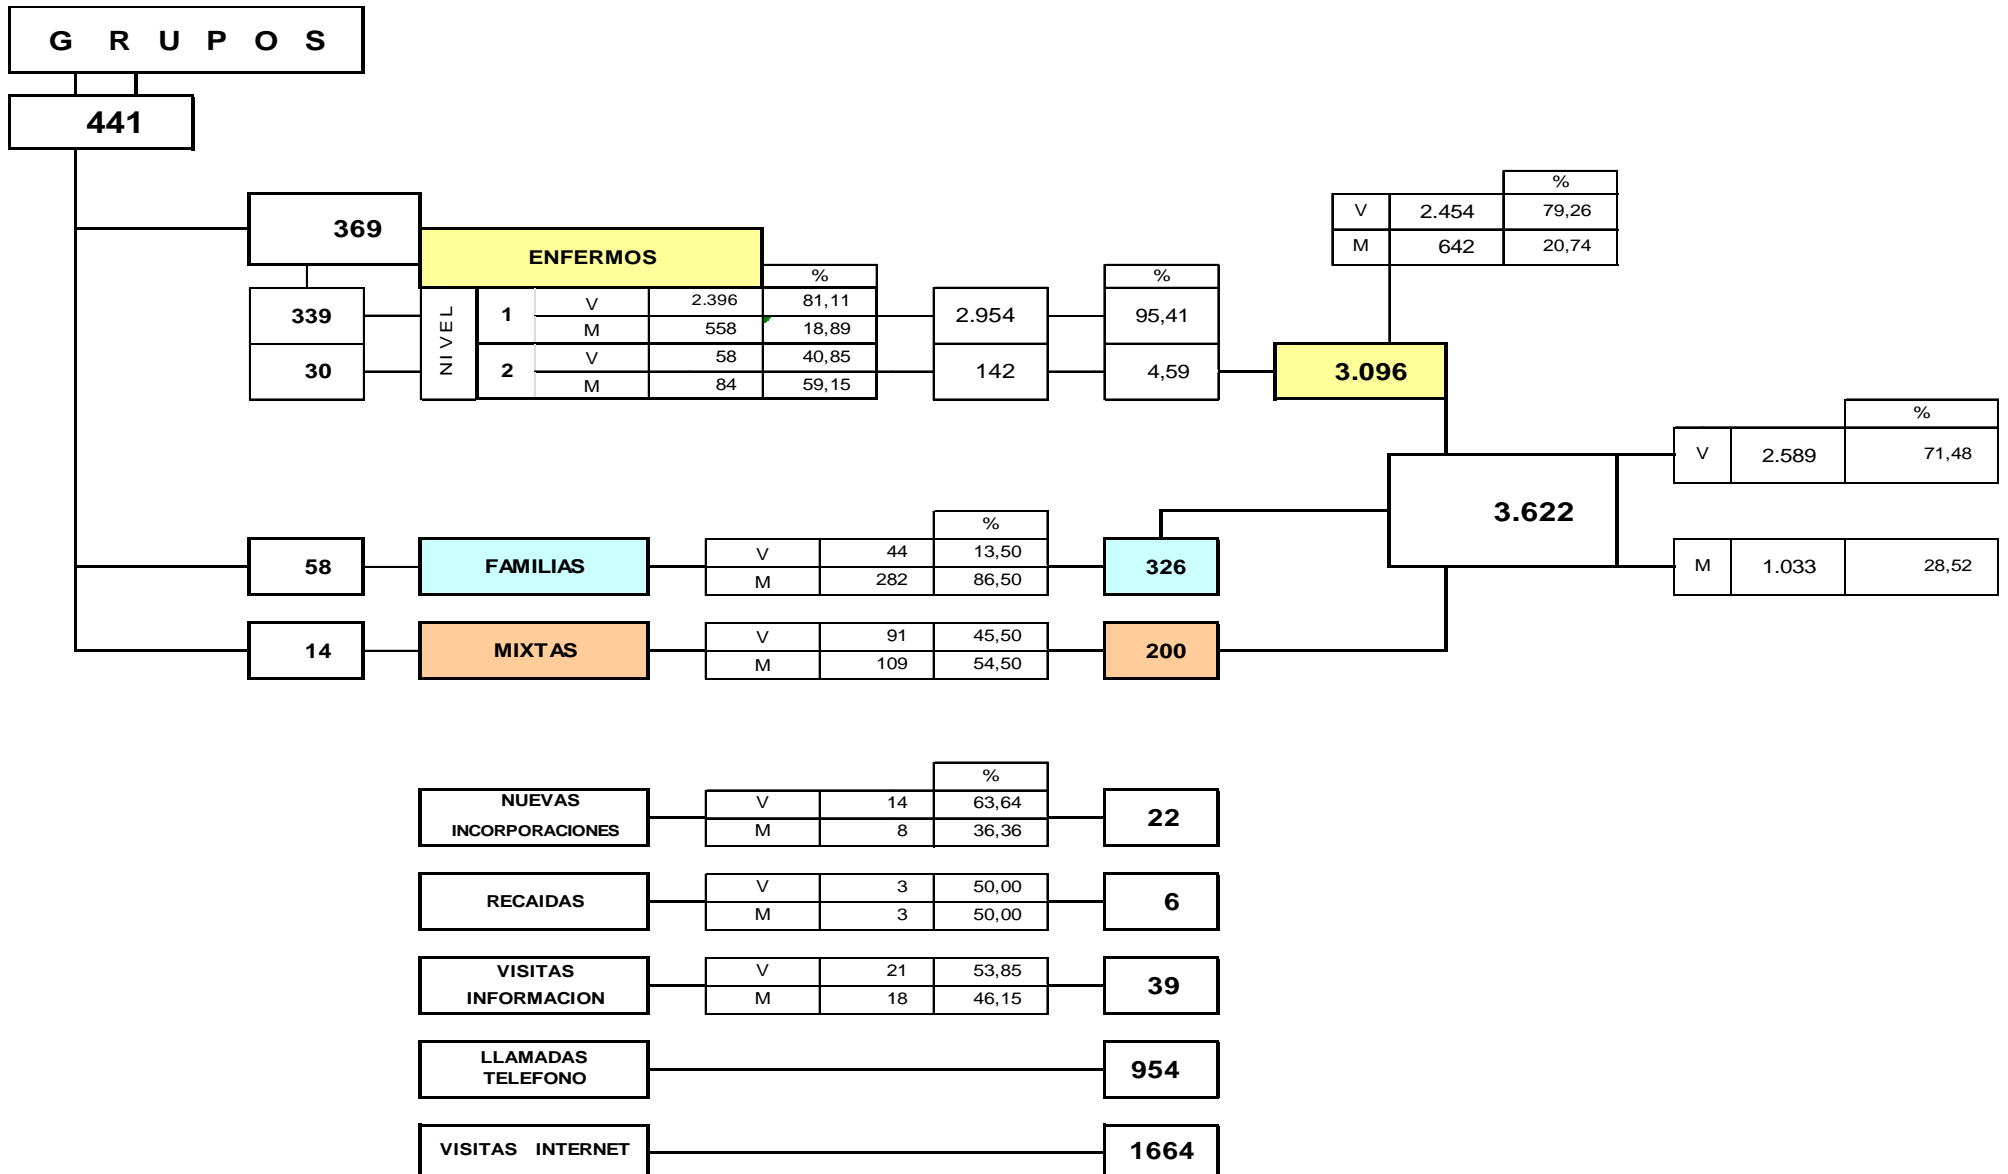 G R U P O S
441
%
V 2.454 79,26
369
M 642 20,74
ENFERMOS
% %
339 NIVEL 1 V 2.396 81,11 2.954 95,41
M 558 18,89
30 2 V 58 40,85 142 4,59 3.096
M 84 59,15
%
V 2.589 71,48
3.622
%
58 FAMILIAS V 44 13,50 326
M 282 86,50
M 1.033 28,52
14 MIXTAS V 91 45,50 200
M 109 54,50
%
NUEVAS V 14 63,64 22
INCORPORACIONES M 8 36,36
RECAIDAS V 3 50,00 6
M 3 50,00
VISITAS V 21 53,85 39
INFORMACION M 18 46,15
LLAMADAS
TELEFONO 954
VISITAS INTERNET 1664